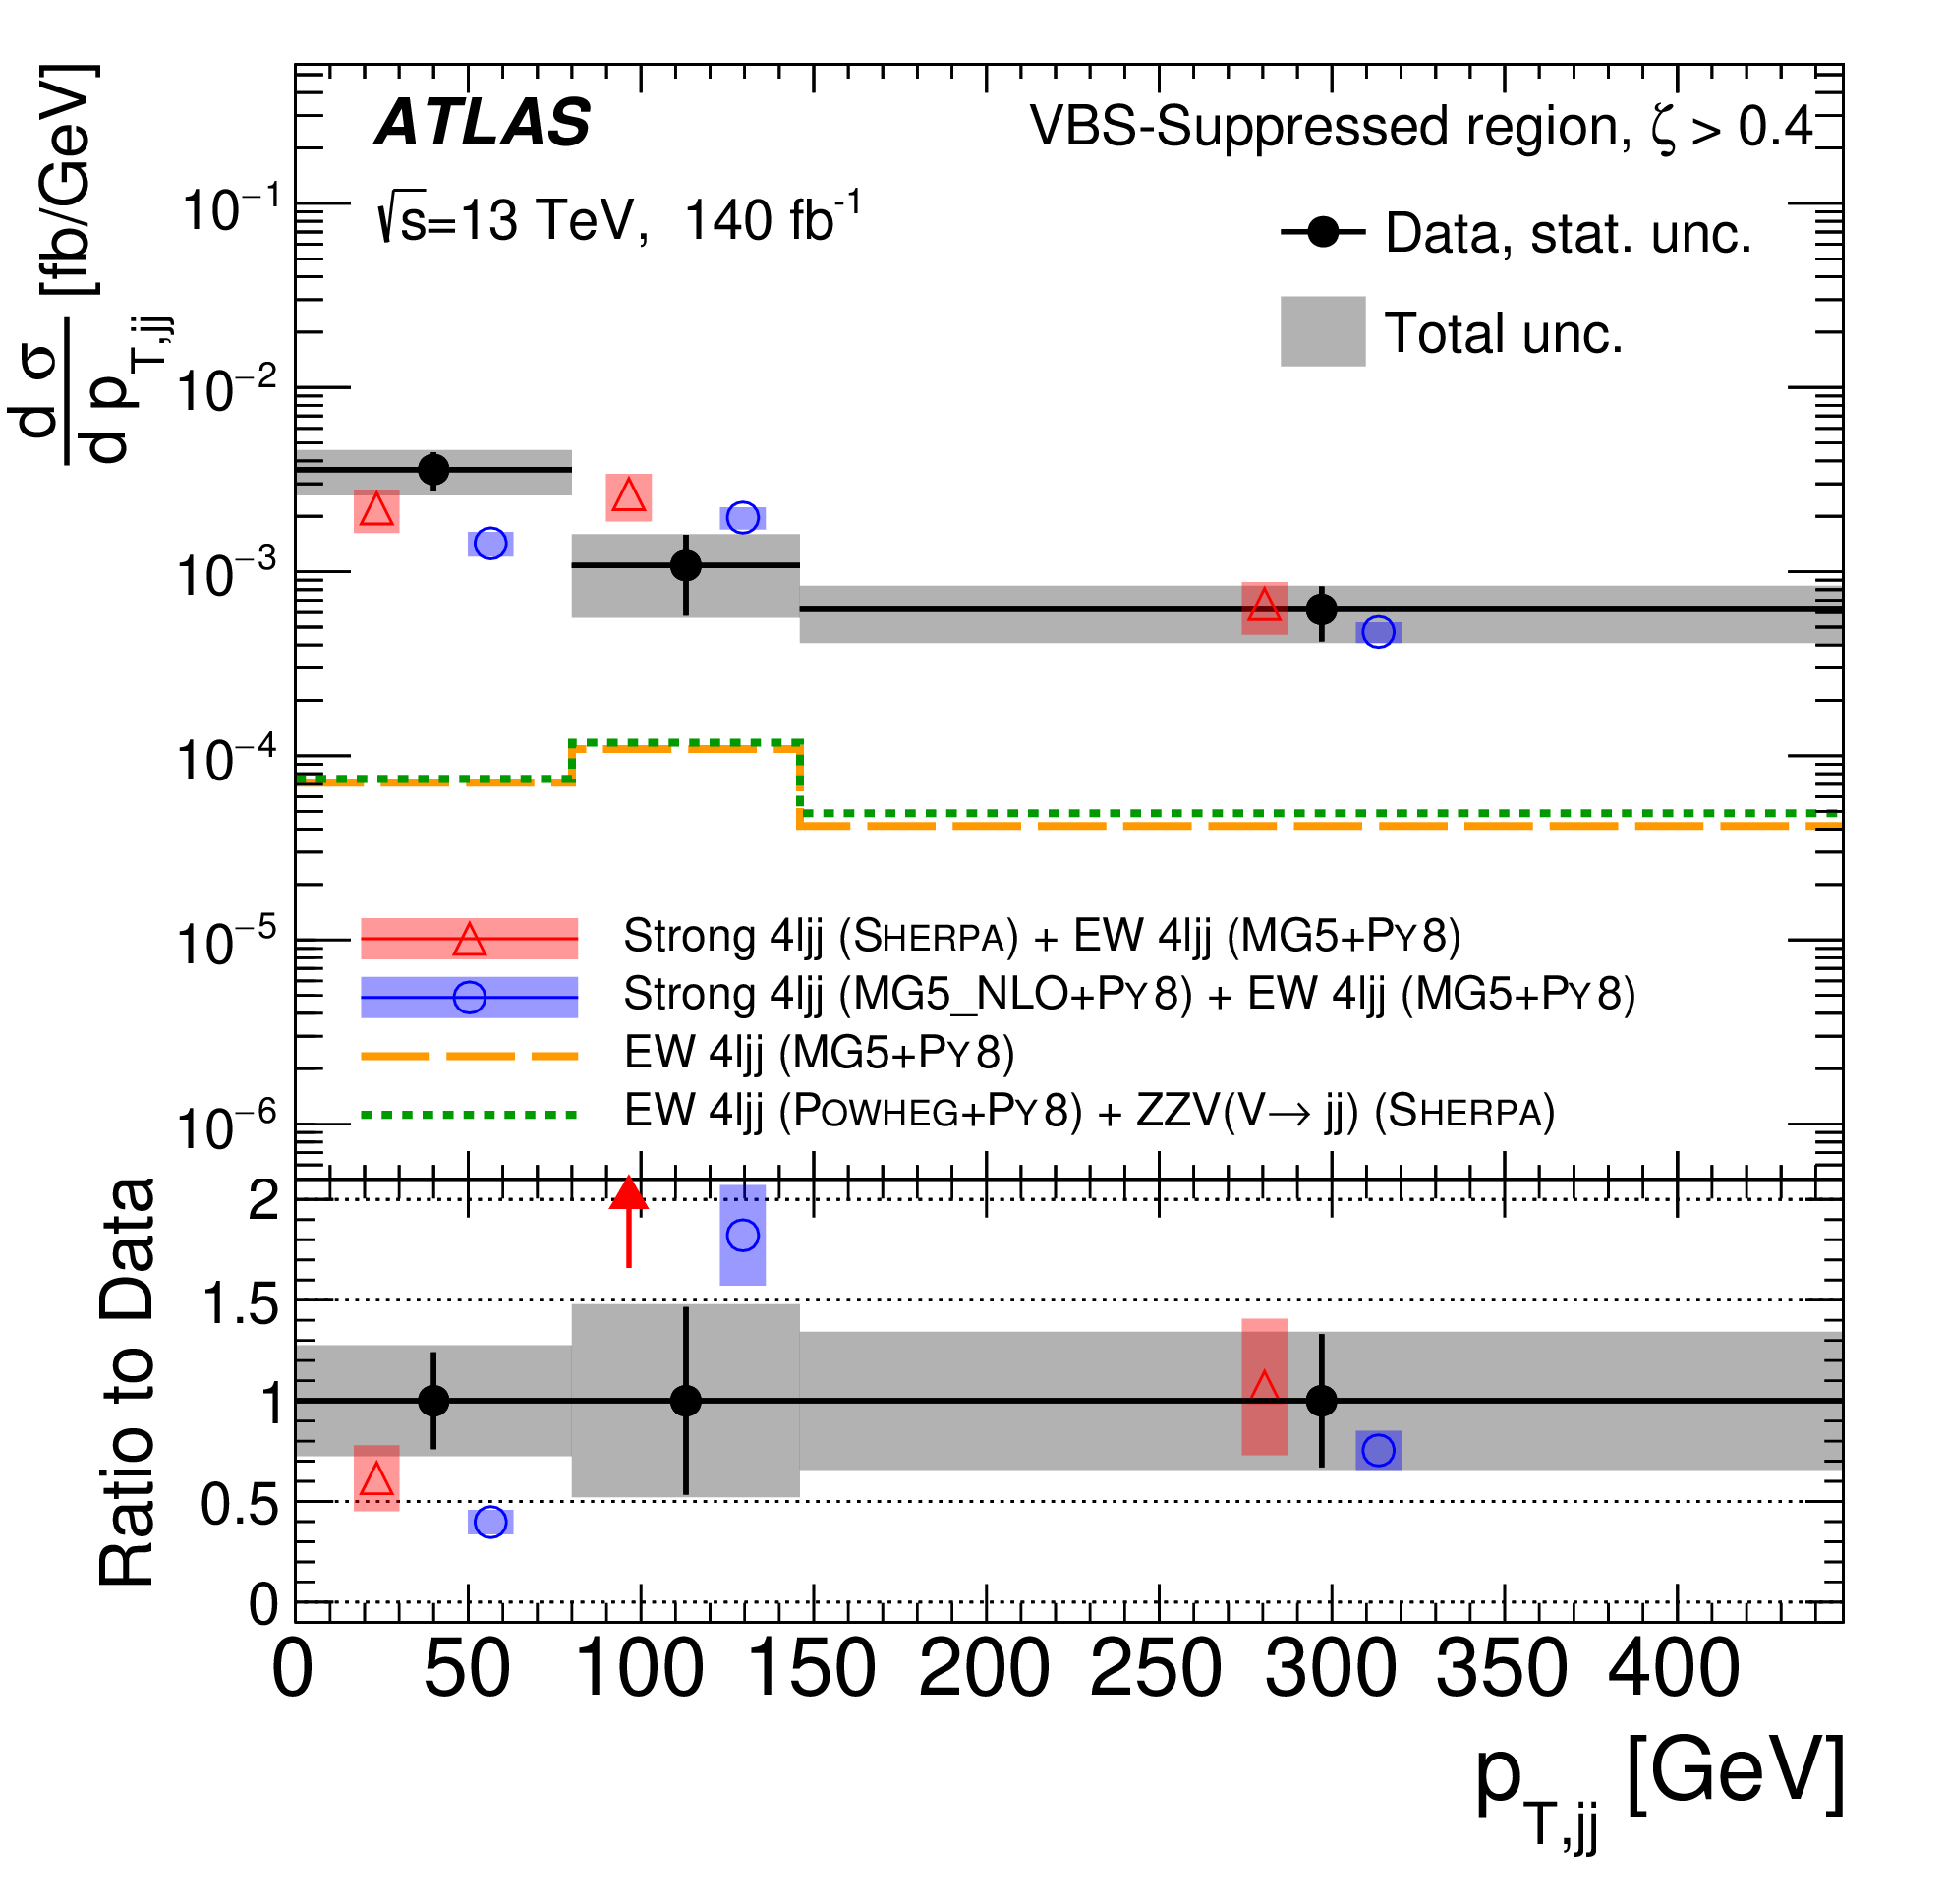 ATLAS
VBS-Suppressed region, ζ > 0.4
√s=13 TeV, 140 fb⁻¹
Data, stat. unc.
Total unc.
d σ
d p_T,jj
[fb/GeV]
10⁻¹
10⁻²
10⁻³
10⁻⁴
10⁻⁵
10⁻⁶
Strong 4ljj (SHERPA) + EW 4ljj (MG5+PY8)
Strong 4ljj (MG5_NLO+PY8) + EW 4ljj (MG5+PY8)
EW 4ljj (MG5+PY8)
EW 4ljj (POWHEG+PY8) + ZZV(V→ jj) (SHERPA)
Ratio to Data
2
1.5
1
0.5
0
0 50 100 150 200 250 300 350 400
p_T,jj [GeV]